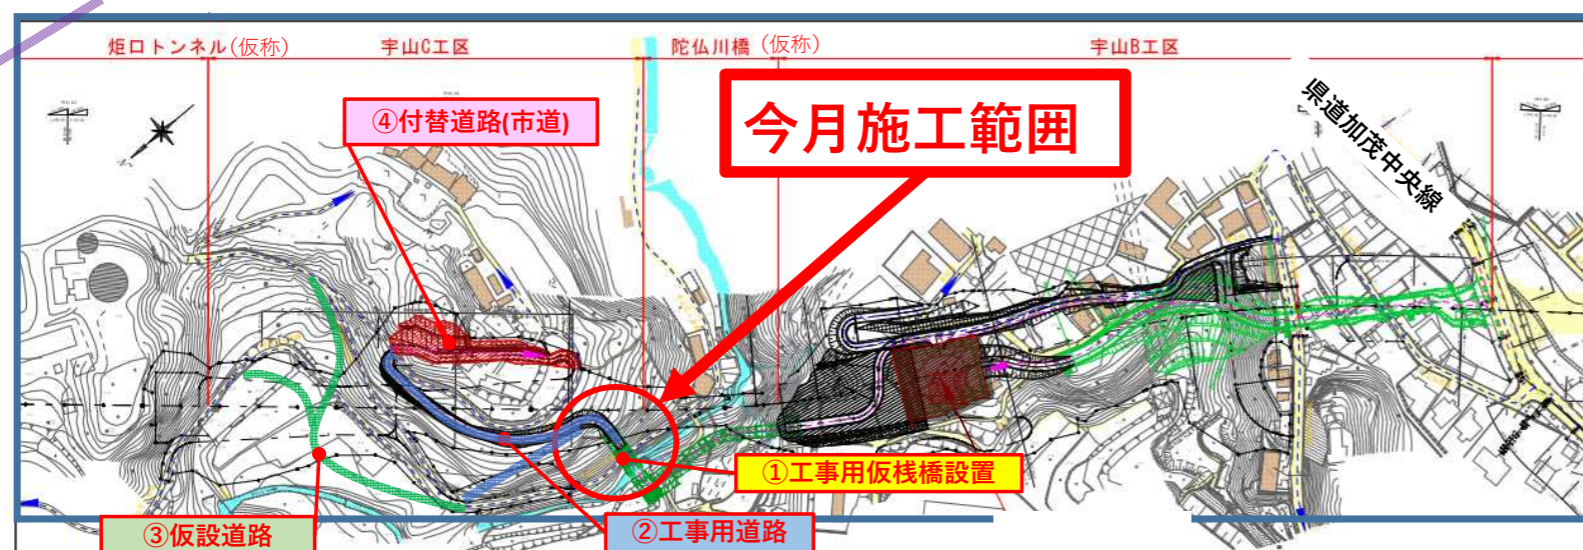 炬口トンネル(仮称)
宇山C工区
陀仏川橋（仮称）
宇山B工区
今月施工範囲
県道加茂中央線
④付替道路(市道)
①工事用仮桟橋設置
②工事用道路
③仮設道路